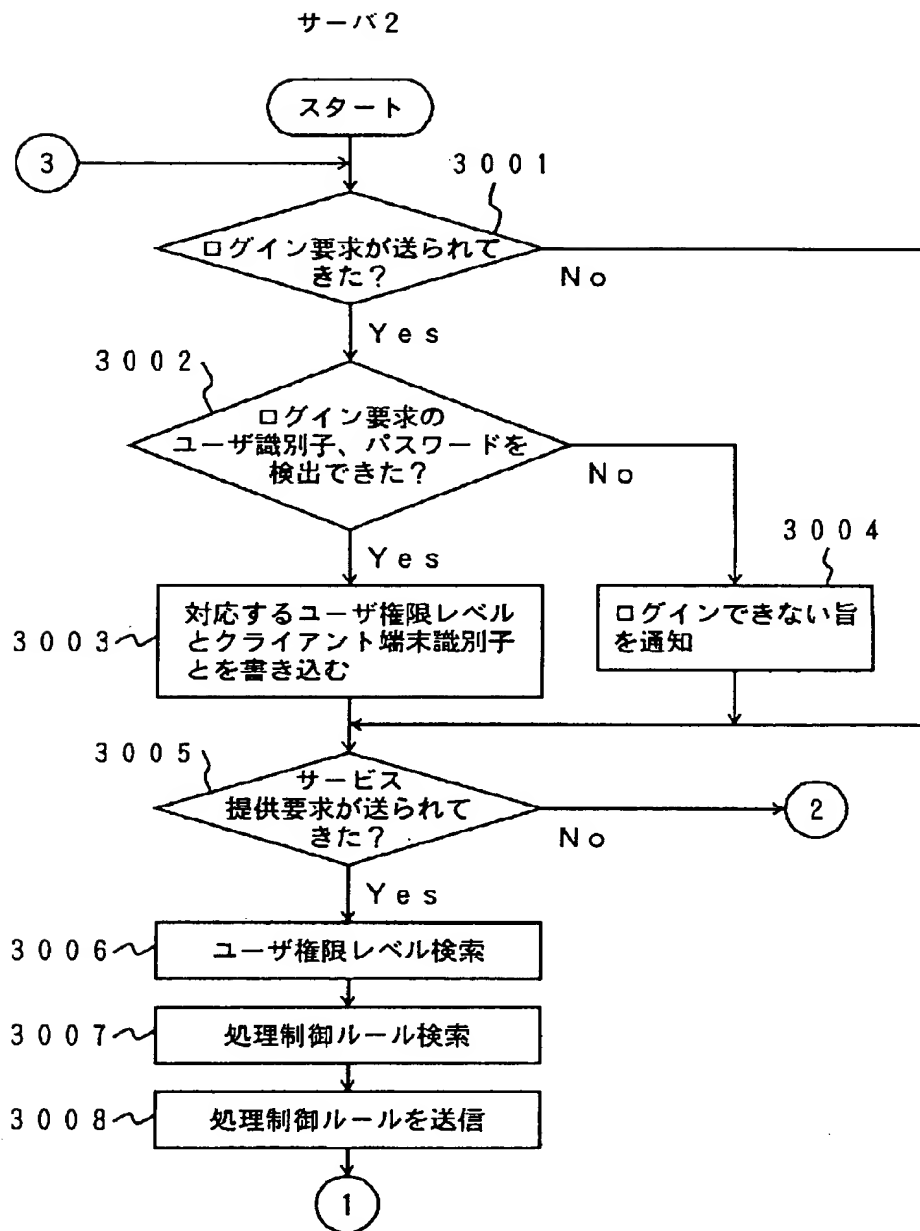 サーバ2
スタート
3
3001
ログイン要求が送られて
きた?
No
Yes
3002
ログイン要求の
ユーザ識別子、パスワードを
検出できた?
No
Yes
3004
ログインできない旨
を通知
3003
対応するユーザ権限レベル
とクライアント端末識別子
とを書き込む
3005
サービス
提供要求が送られて
きた?
No
2
Yes
3006
ユーザ権限レベル検索
3007
処理制御ルール検索
3008
処理制御ルールを送信
1